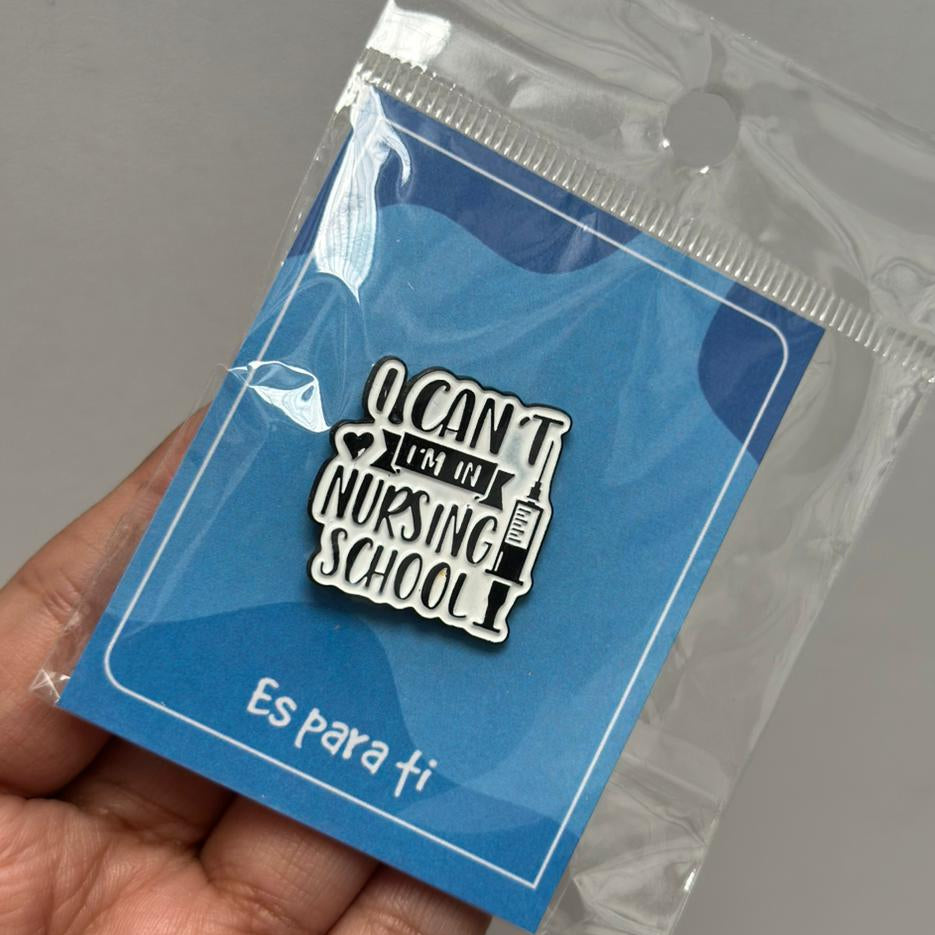 I CAN'T
I'M IN
NURSING
SCHOOL
Es para ti